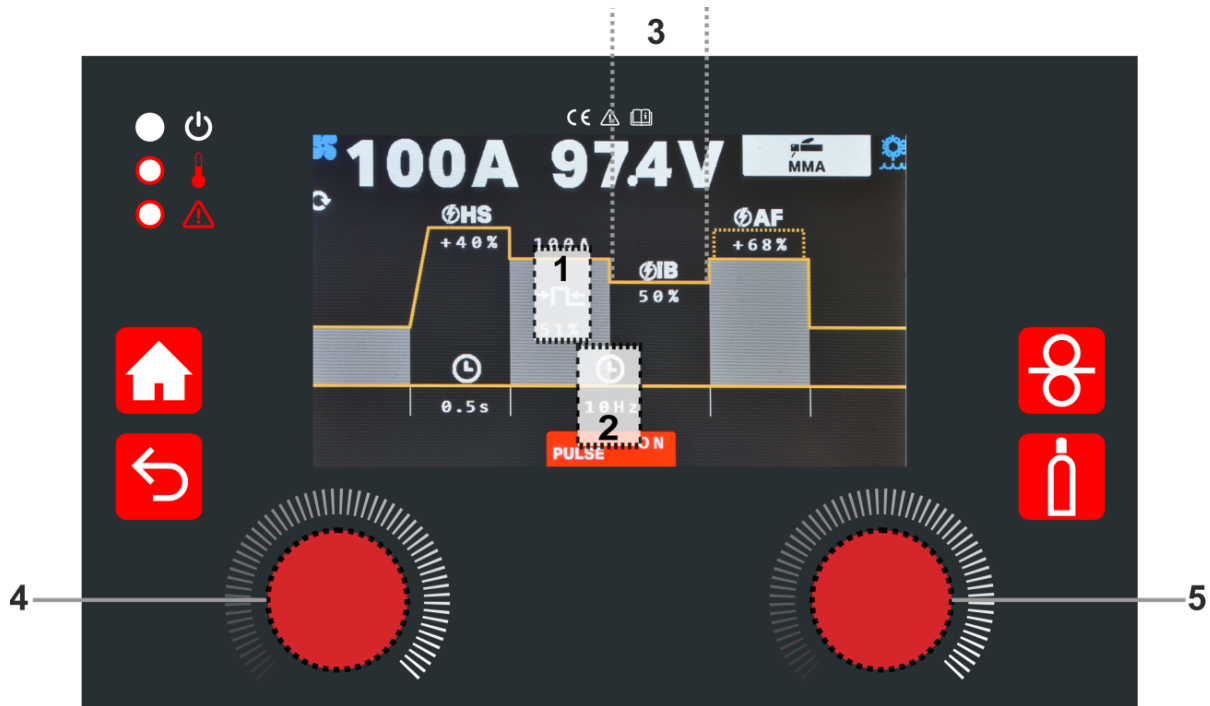 3
CE
100A 97.4V
MMA
HS
AF
+40%
100A
+68%
1
IB
50%
51%
0.5s
10Hz
2
ON
PULSE
4
5